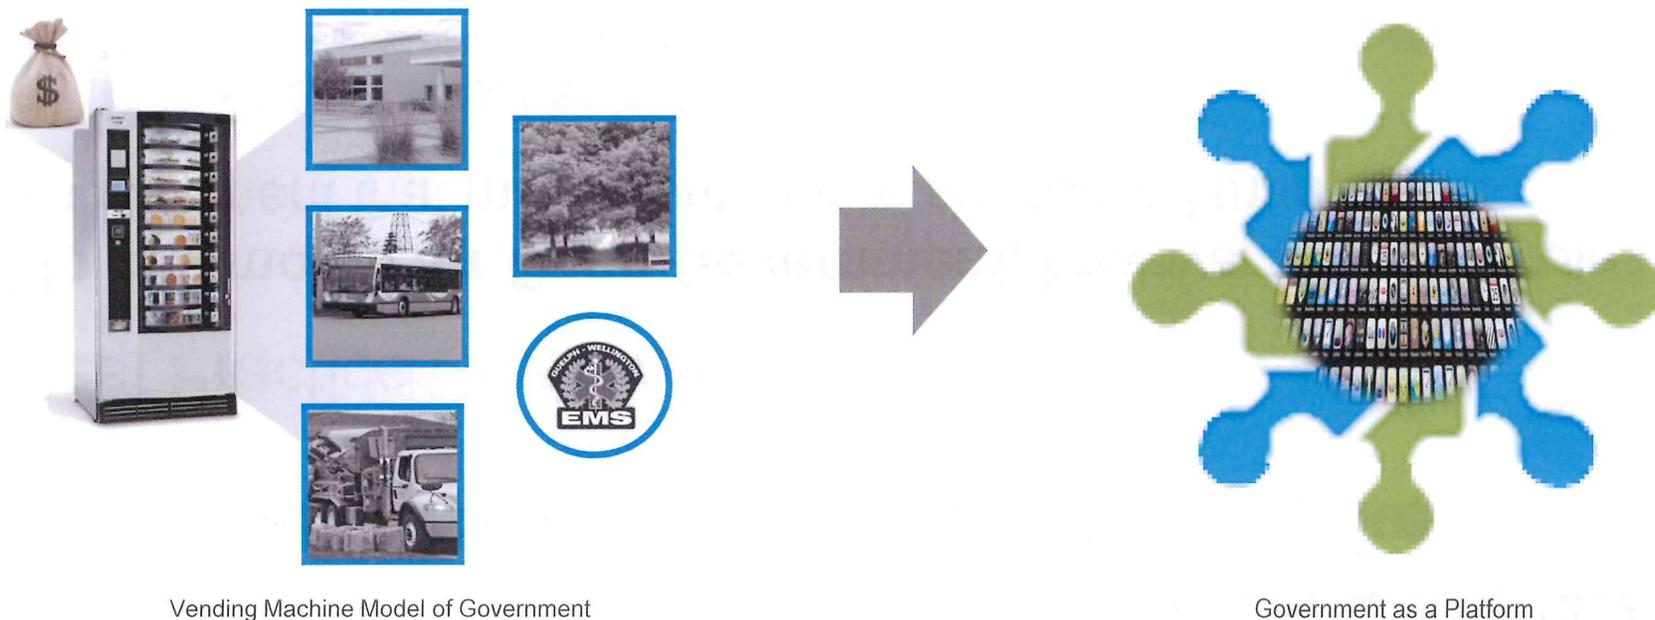 $
GUELPH - WELLINGTON
EMS
Vending Machine Model of Government
Government as a Platform